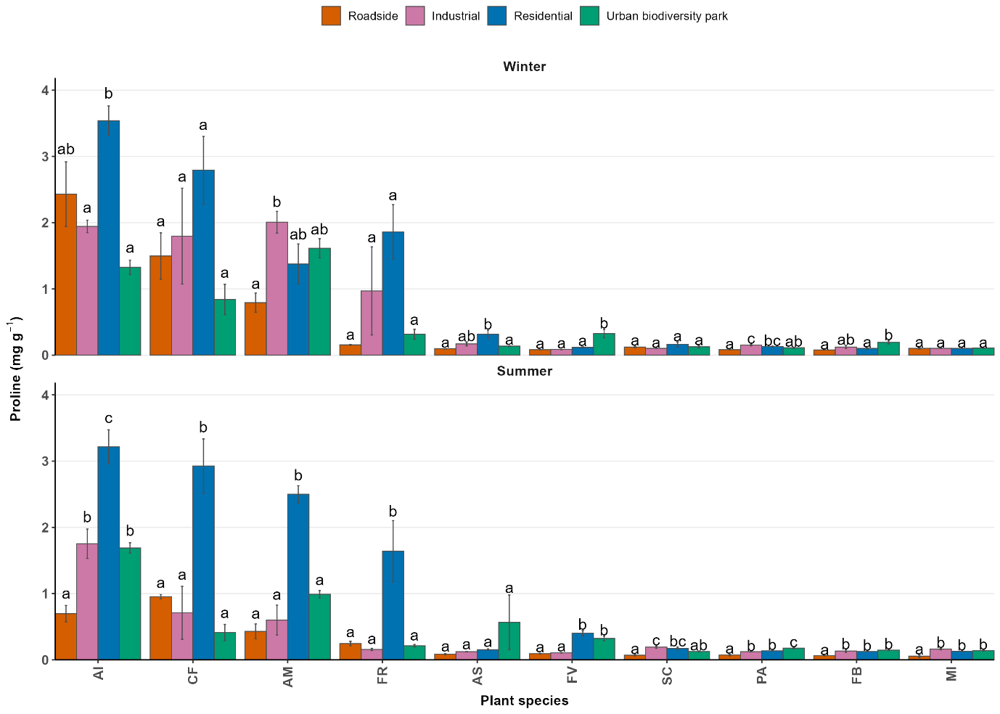 Roadside Industrial Residential Urban biodiversity park
Winter
4
3
2
1
0
ab a b a a a a a a b ab ab a a a a a ab b a a a a b a a a a a c bc ab a ab a b a a a a
Summer
4
3
2
1
0
a b c b a a b a a a b a a a b a a a a a a a b b a c bc ab a b b c a b b b a b b b
AI CF AM FR AS FV SC PA FB MI
Plant species
Proline (mg g⁻¹)